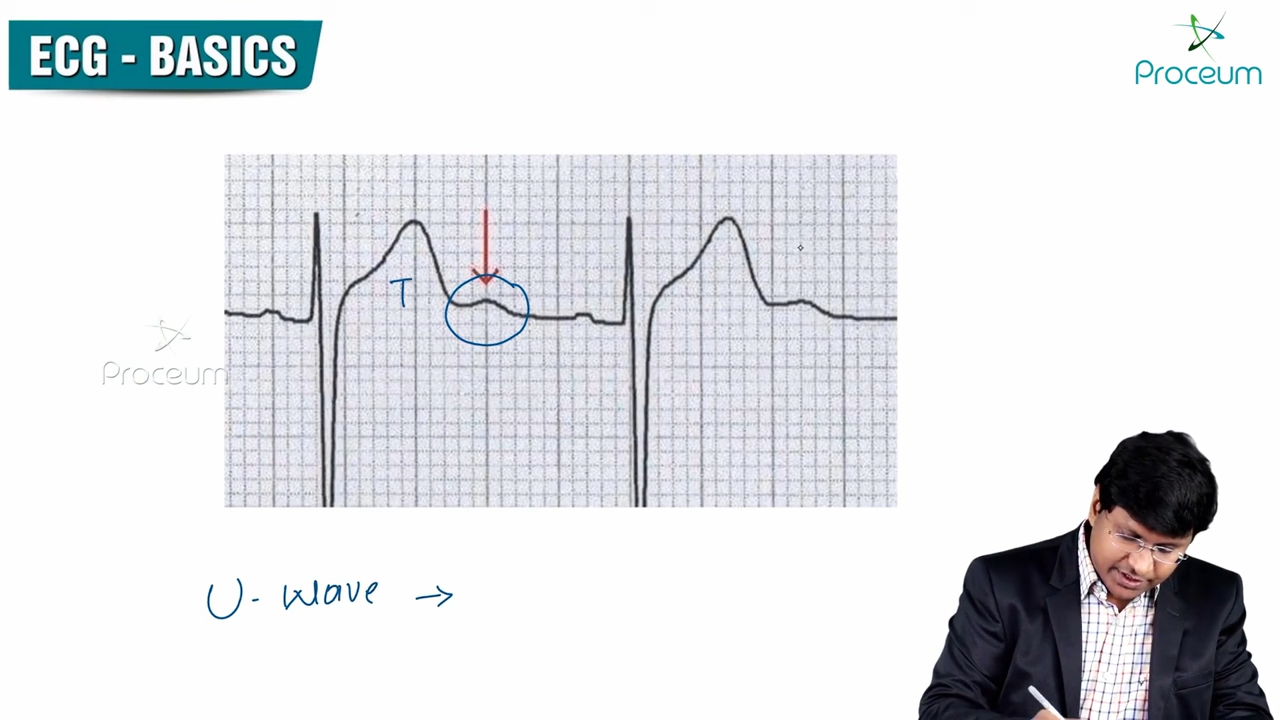 ECG - BASICS
Proceum
T
Proceum
U- wave →